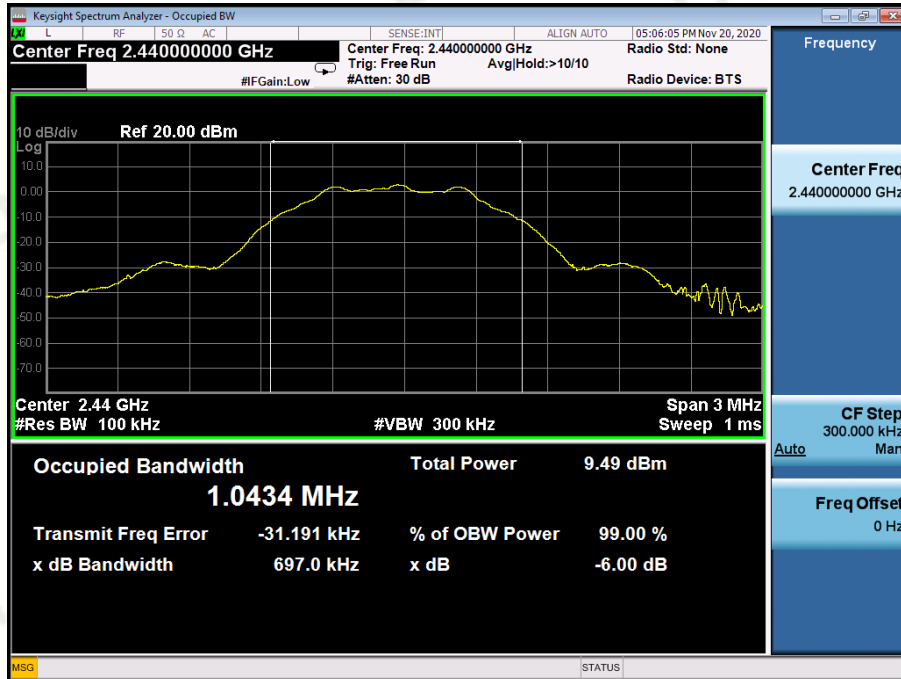 Keysight Spectrum Analyzer - Occupied BW
LXI L RF 50 Ω AC SENSE:INT ALIGN AUTO 05:06:05 PM Nov 20, 2020
Center Freq 2.440000000 GHz
Center Freq: 2.440000000 GHz Radio Std: None
Trig: Free Run Avg|Hold:>10/10
#IFGain:Low #Atten: 30 dB Radio Device: BTS
10 dB/div Ref 20.00 dBm
Log
10.0
0.00
-10.0
-20.0
-30.0
-40.0
-50.0
-60.0
-70.0
Center 2.44 GHz Span 3 MHz
#Res BW 100 kHz #VBW 300 kHz Sweep 1 ms
Occupied Bandwidth Total Power 9.49 dBm
1.0434 MHz
Transmit Freq Error -31.191 kHz % of OBW Power 99.00 %
x dB Bandwidth 697.0 kHz x dB -6.00 dB
MSG STATUS
Frequency
Center Freq
2.440000000 GHz
CF Step
300.000 kHz
Auto Man
Freq Offset
0 Hz